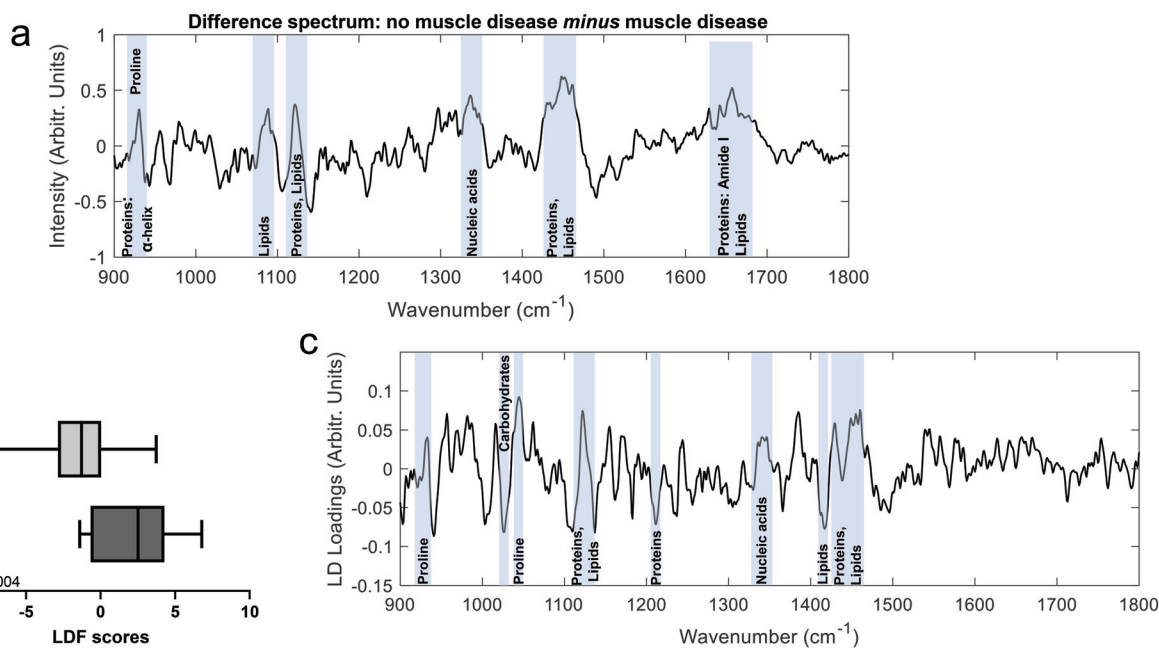 a
Difference spectrum: no muscle disease minus muscle disease
Intensity (Arbitr. Units)
1
0.5
0
-0.5
-1
Proline
Proteins:
α-helix
Lipids
Proteins, Lipids
Nucleic acids
Proteins,
Lipids
Proteins: Amide I
Lipids
900 1000 1100 1200 1300 1400 1500 1600 1700 1800
Wavenumber (cm-1)
004
-5 0 5 10
LDF scores
c
LD Loadings (Arbitr. Units)
0.1
0.05
0
-0.05
-0.1
-0.15
Proline
Carbohydrates
Proline
Proteins,
Lipids
Proteins
Nucleic acids
Lipids
Proteins,
Lipids
900 1000 1100 1200 1300 1400 1500 1600 1700 1800
Wavenumber (cm-1)